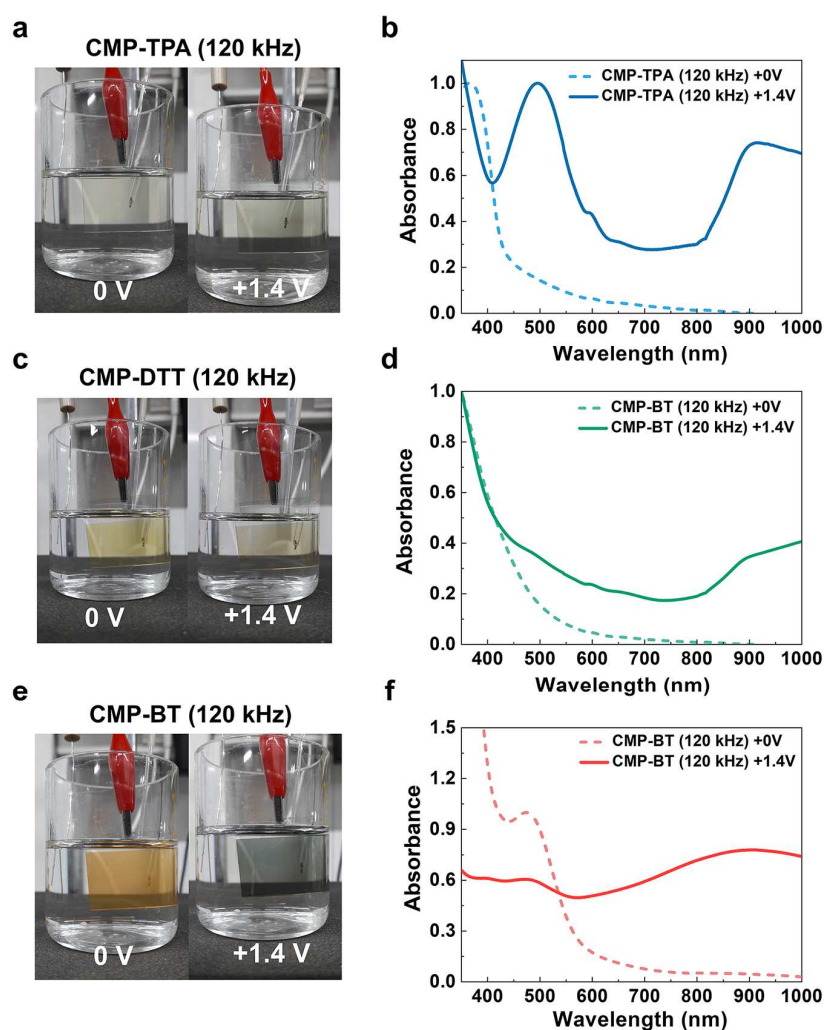 a
CMP-TPA (120 kHz)
0 V
+1.4 V
b
CMP-TPA (120 kHz) +0V
CMP-TPA (120 kHz) +1.4V
Absorbance
1.0
0.8
0.6
0.4
0.2
0.0
400 500 600 700 800 900 1000
Wavelength (nm)
c
CMP-DTT (120 kHz)
0 V
+1.4 V
d
CMP-BT (120 kHz) +0V
CMP-BT (120 kHz) +1.4V
Absorbance
1.0
0.8
0.6
0.4
0.2
0.0
400 500 600 700 800 900 1000
Wavelength (nm)
e
CMP-BT (120 kHz)
0 V
+1.4 V
f
CMP-BT (120 kHz) +0V
CMP-BT (120 kHz) +1.4V
Absorbance
1.5
1.2
0.9
0.6
0.3
0.0
400 500 600 700 800 900 1000
Wavelength (nm)